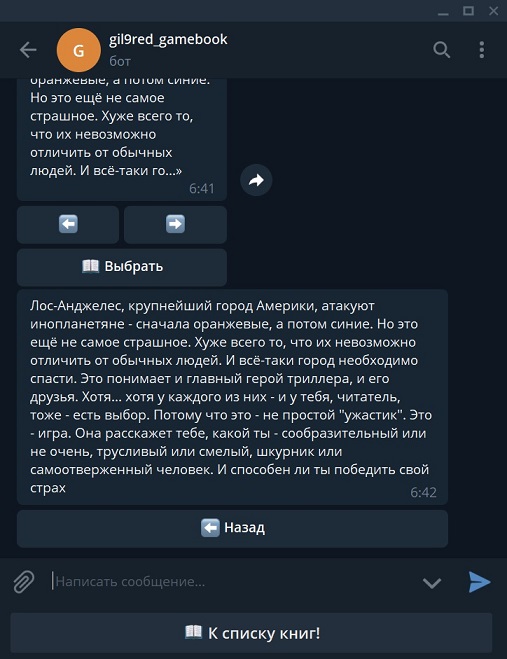 G
gil9red_gamebook
бот
оранжевые, а потом синие.
Но это ещё не самое
страшное. Хуже всего то,
что их невозможно
отличить от обычных
людей. И всё-таки го...»
6:41
Выбрать
Лос-Анджелес, крупнейший город Америки, атакуют
инопланетяне - сначала оранжевые, а потом синие. Но это
ещё не самое страшное. Хуже всего то, что их невозможно
отличить от обычных людей. И всё-таки город необходимо
спасти. Это понимает и главный герой триллера, и его
друзья. Хотя... хотя у каждого из них - и у тебя, читатель,
тоже - есть выбор. Потому что это - не простой "ужастик". Это
- игра. Она расскажет тебе, какой ты - сообразительный или
не очень, трусливый или смелый, шкурник или
самоотверженный человек. И способен ли ты победить свой
страх
6:42
Назад
Написать сообщение...
К списку книг!